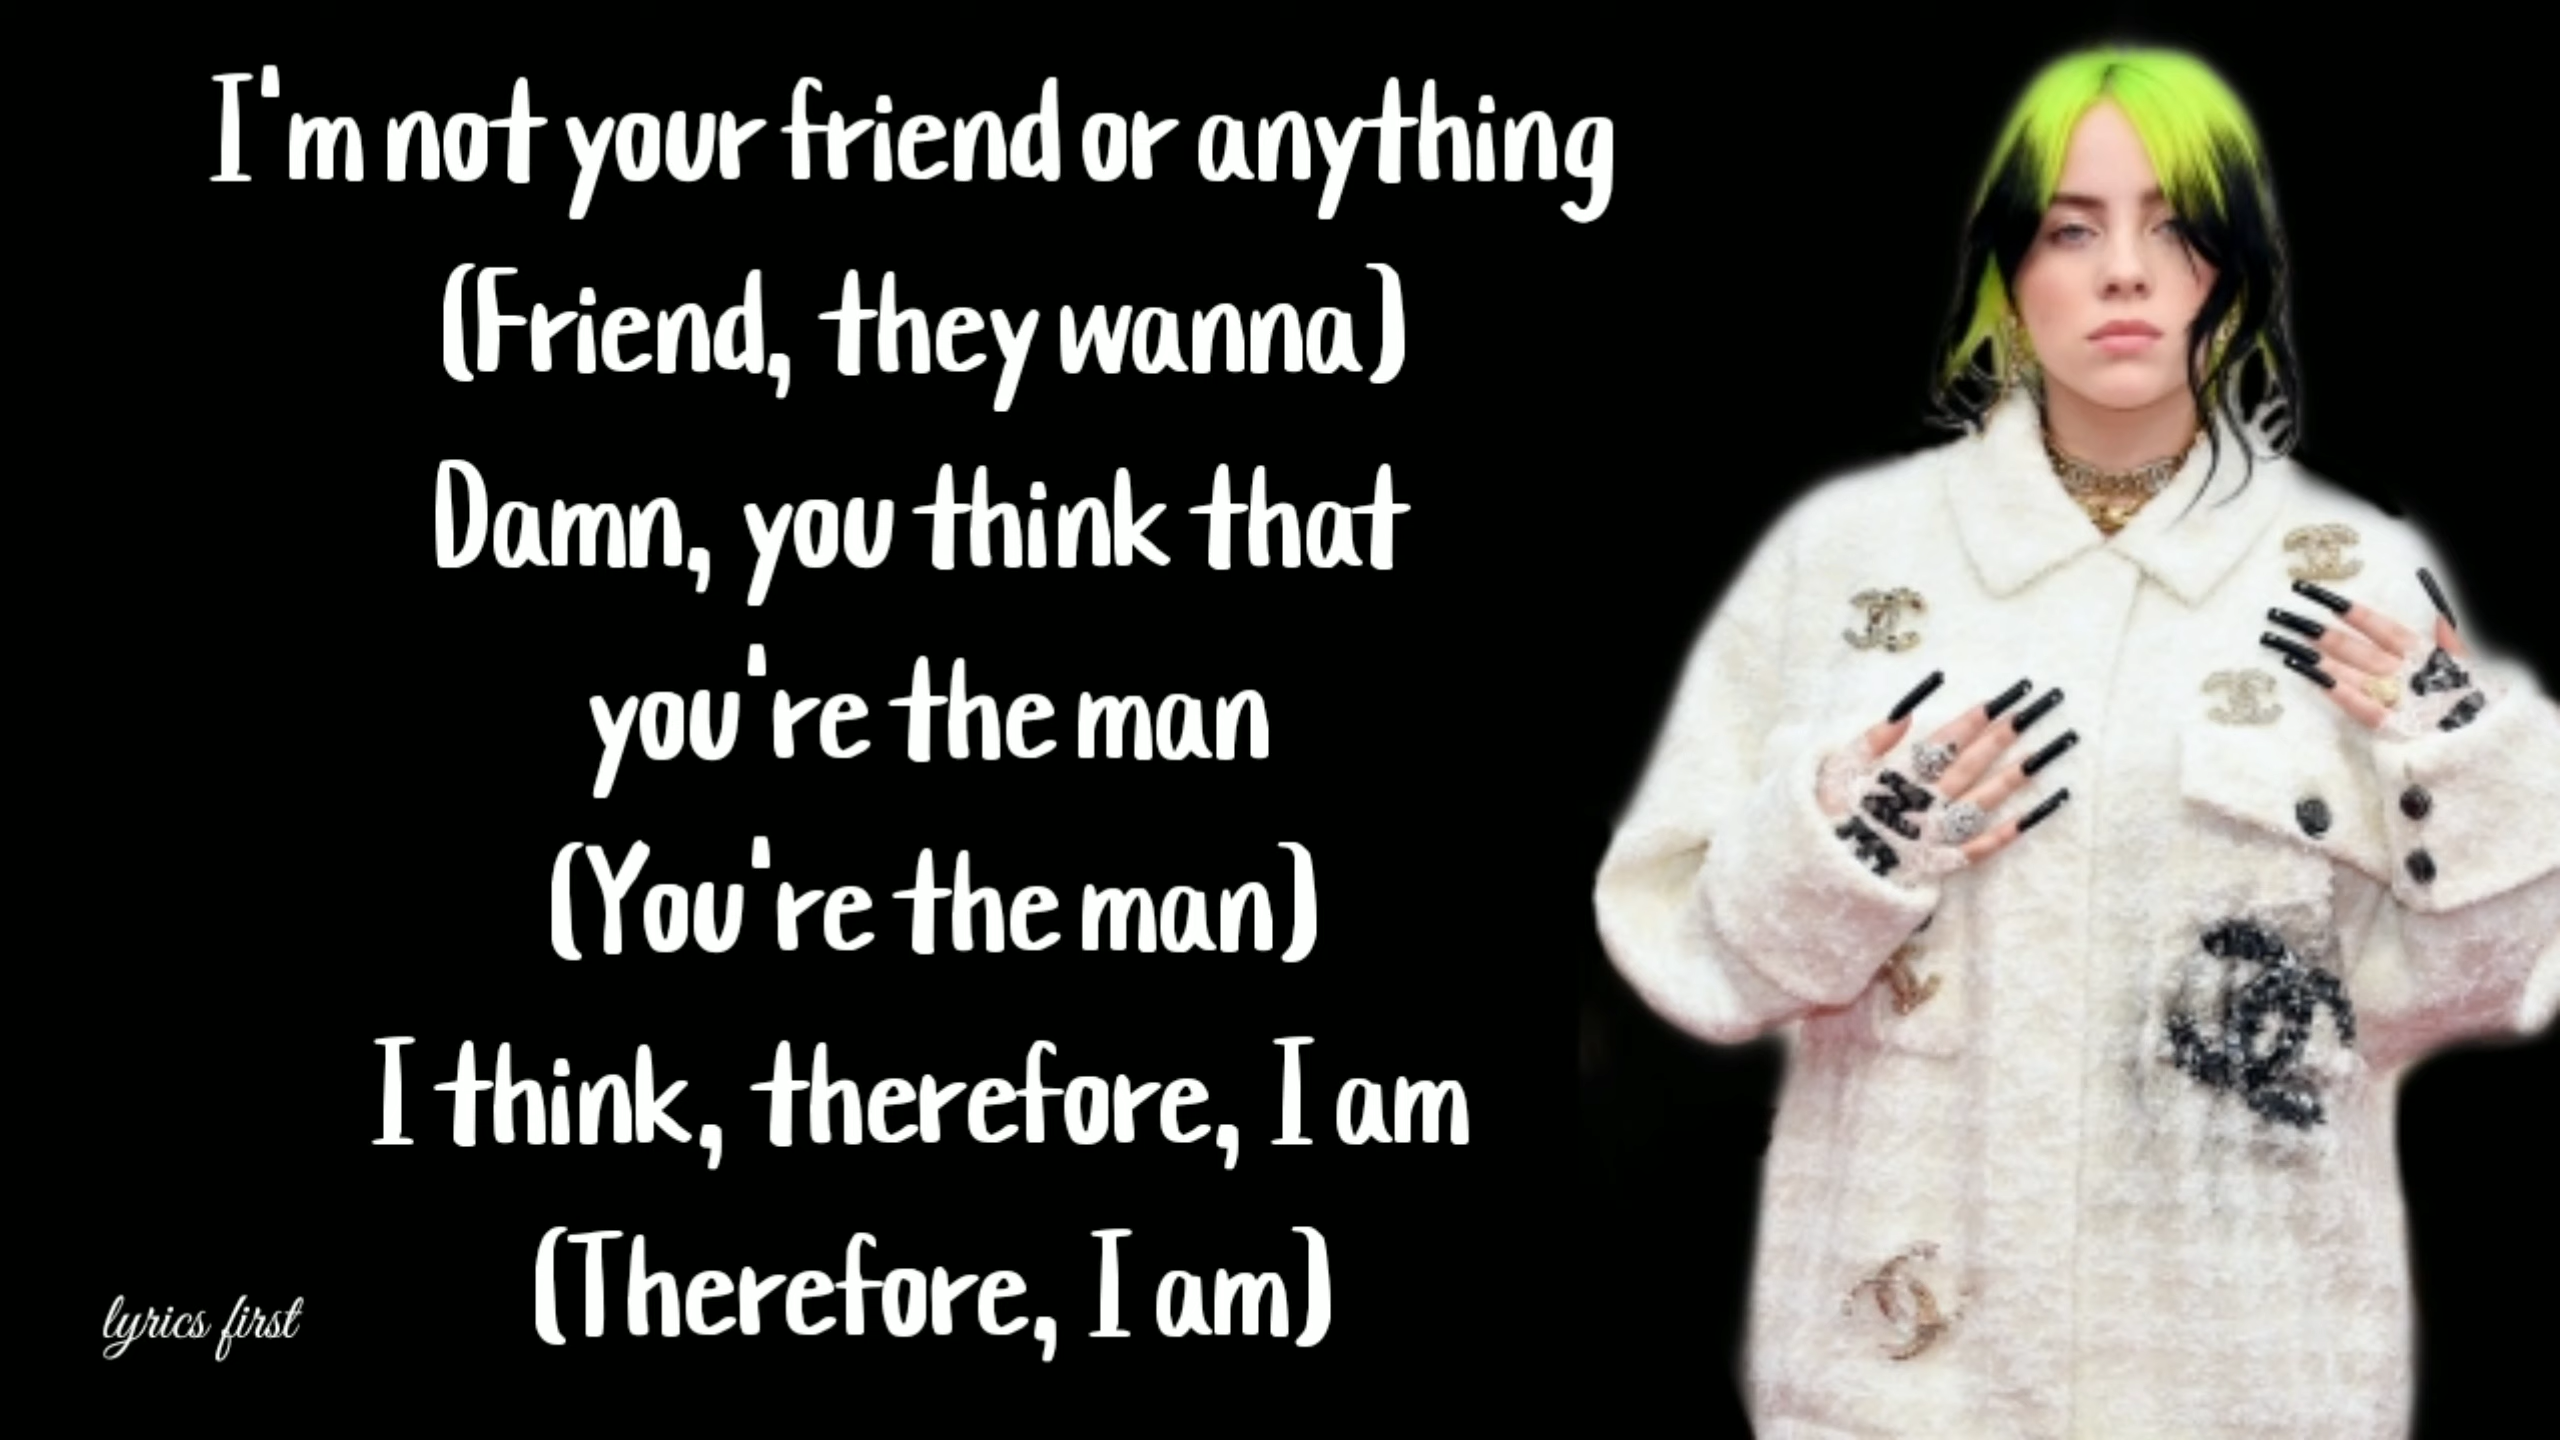 I'm not your friend or anything
(Friend, they wanna)
Damn, you think that
you're the man
(You're the man)
I think, therefore, I am
(Therefore, I am)
lyrics first